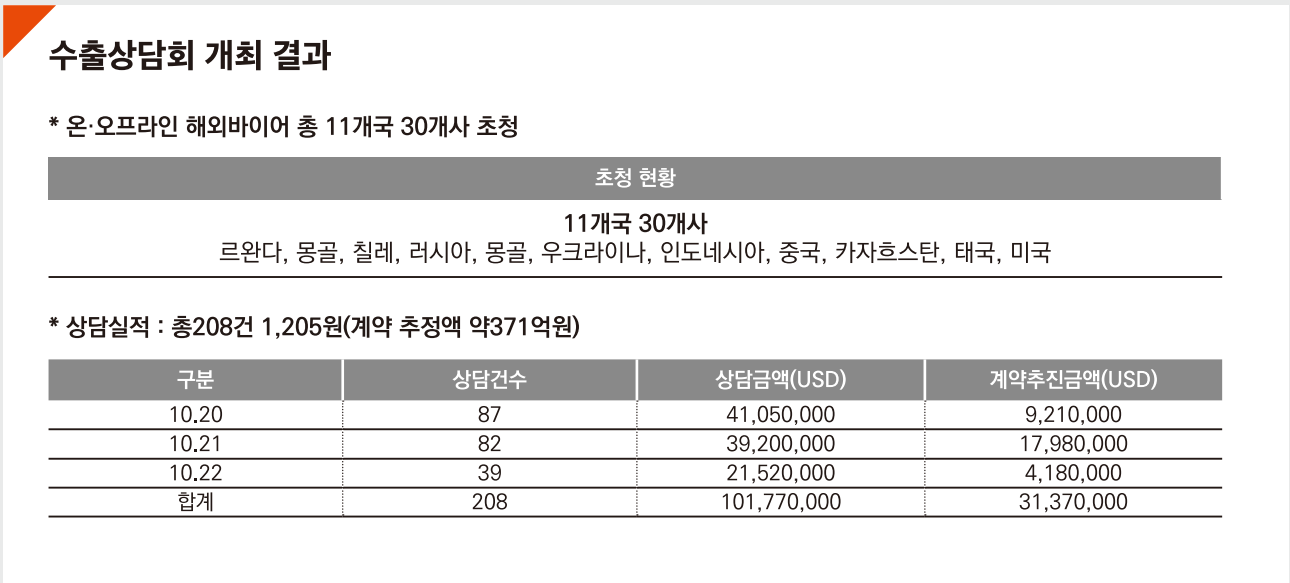 수출상담회 개최 결과
* 온·오프라인 해외바이어 총 11개국 30개사 초청
초청 현황
11개국 30개사
르완다, 몽골, 칠레, 러시아, 몽골, 우크라이나, 인도네시아, 중국, 카자흐스탄, 태국, 미국
* 상담실적 : 총208건 1,205원(계약 추정액 약371억원)
구분 상담건수 상담금액(USD) 계약추진금액(USD)
10.20 87 41,050,000 9,210,000
10.21 82 39,200,000 17,980,000
10.22 39 21,520,000 4,180,000
합계 208 101,770,000 31,370,000